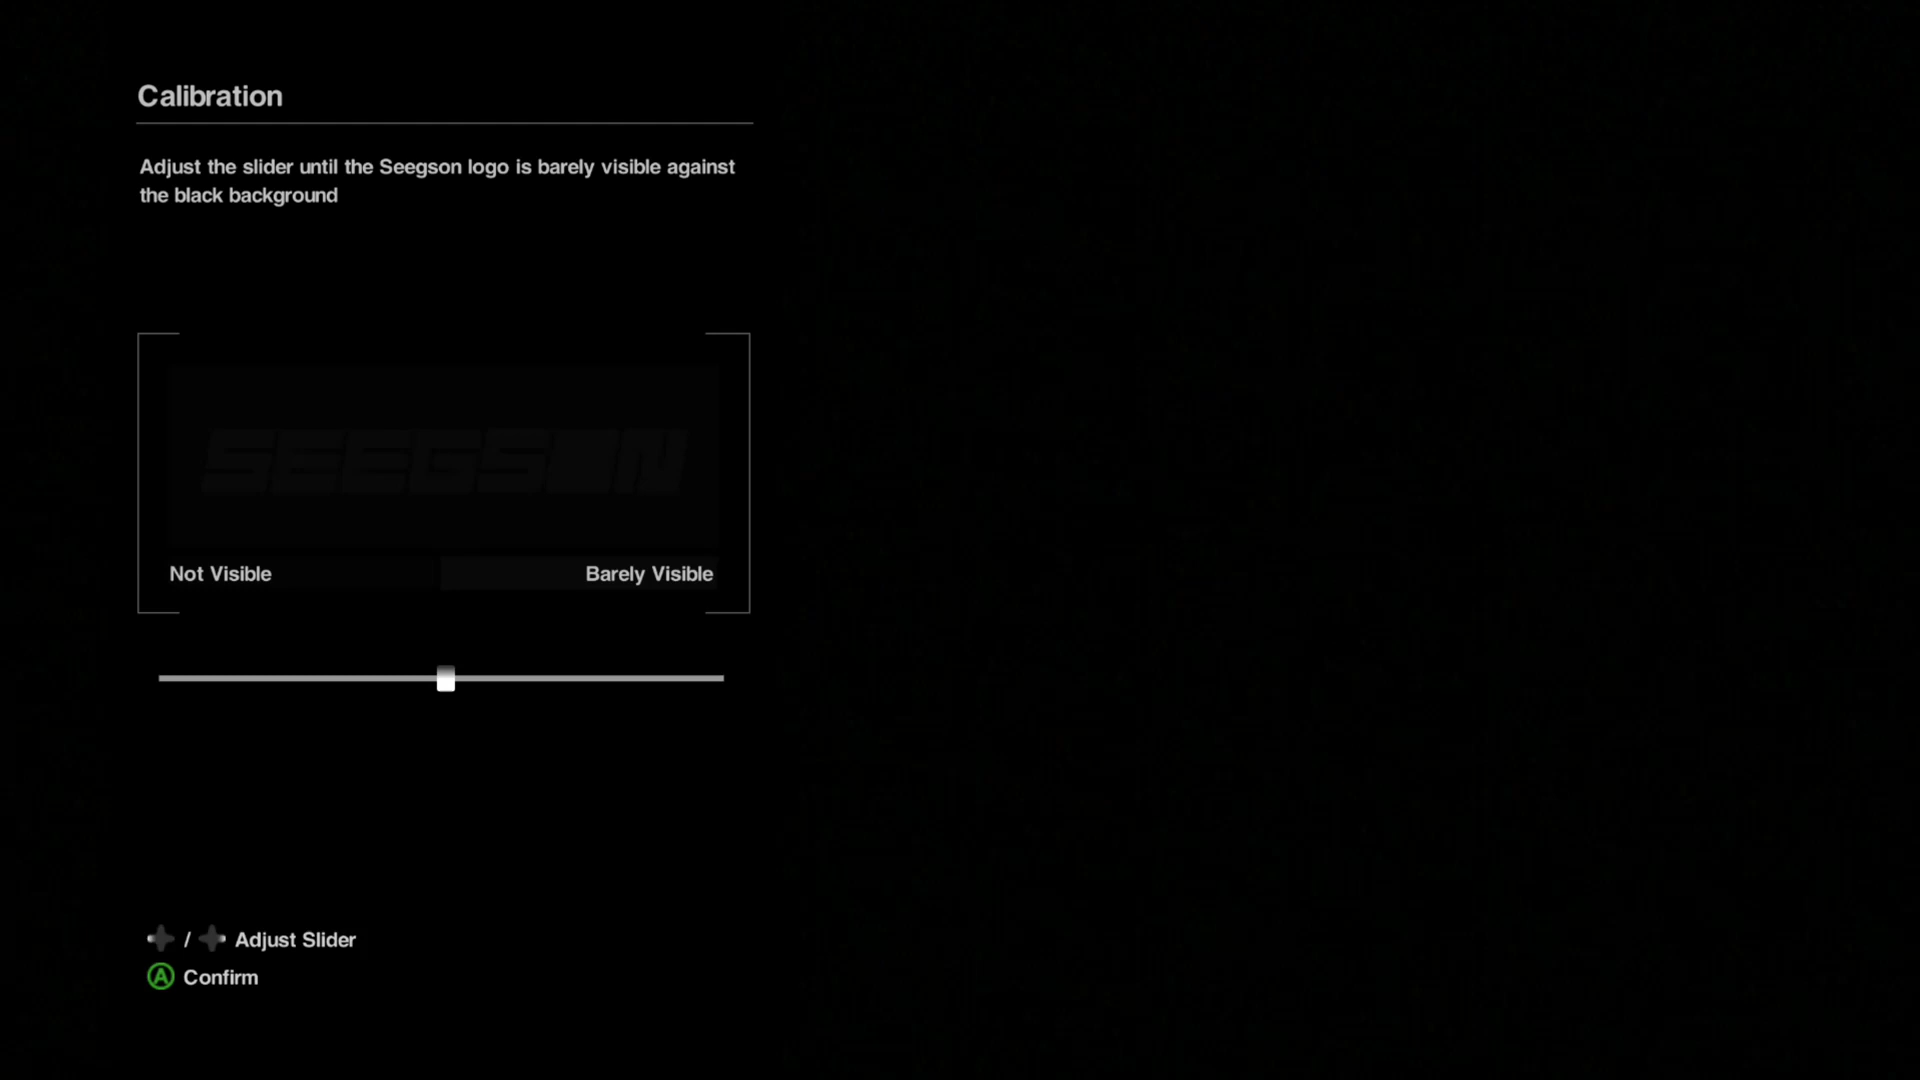 Calibration
Adjust the slider until the Seegson logo is barely visible against
the black background
SEEGSON
Not Visible
Barely Visible
/ Adjust Slider
A Confirm